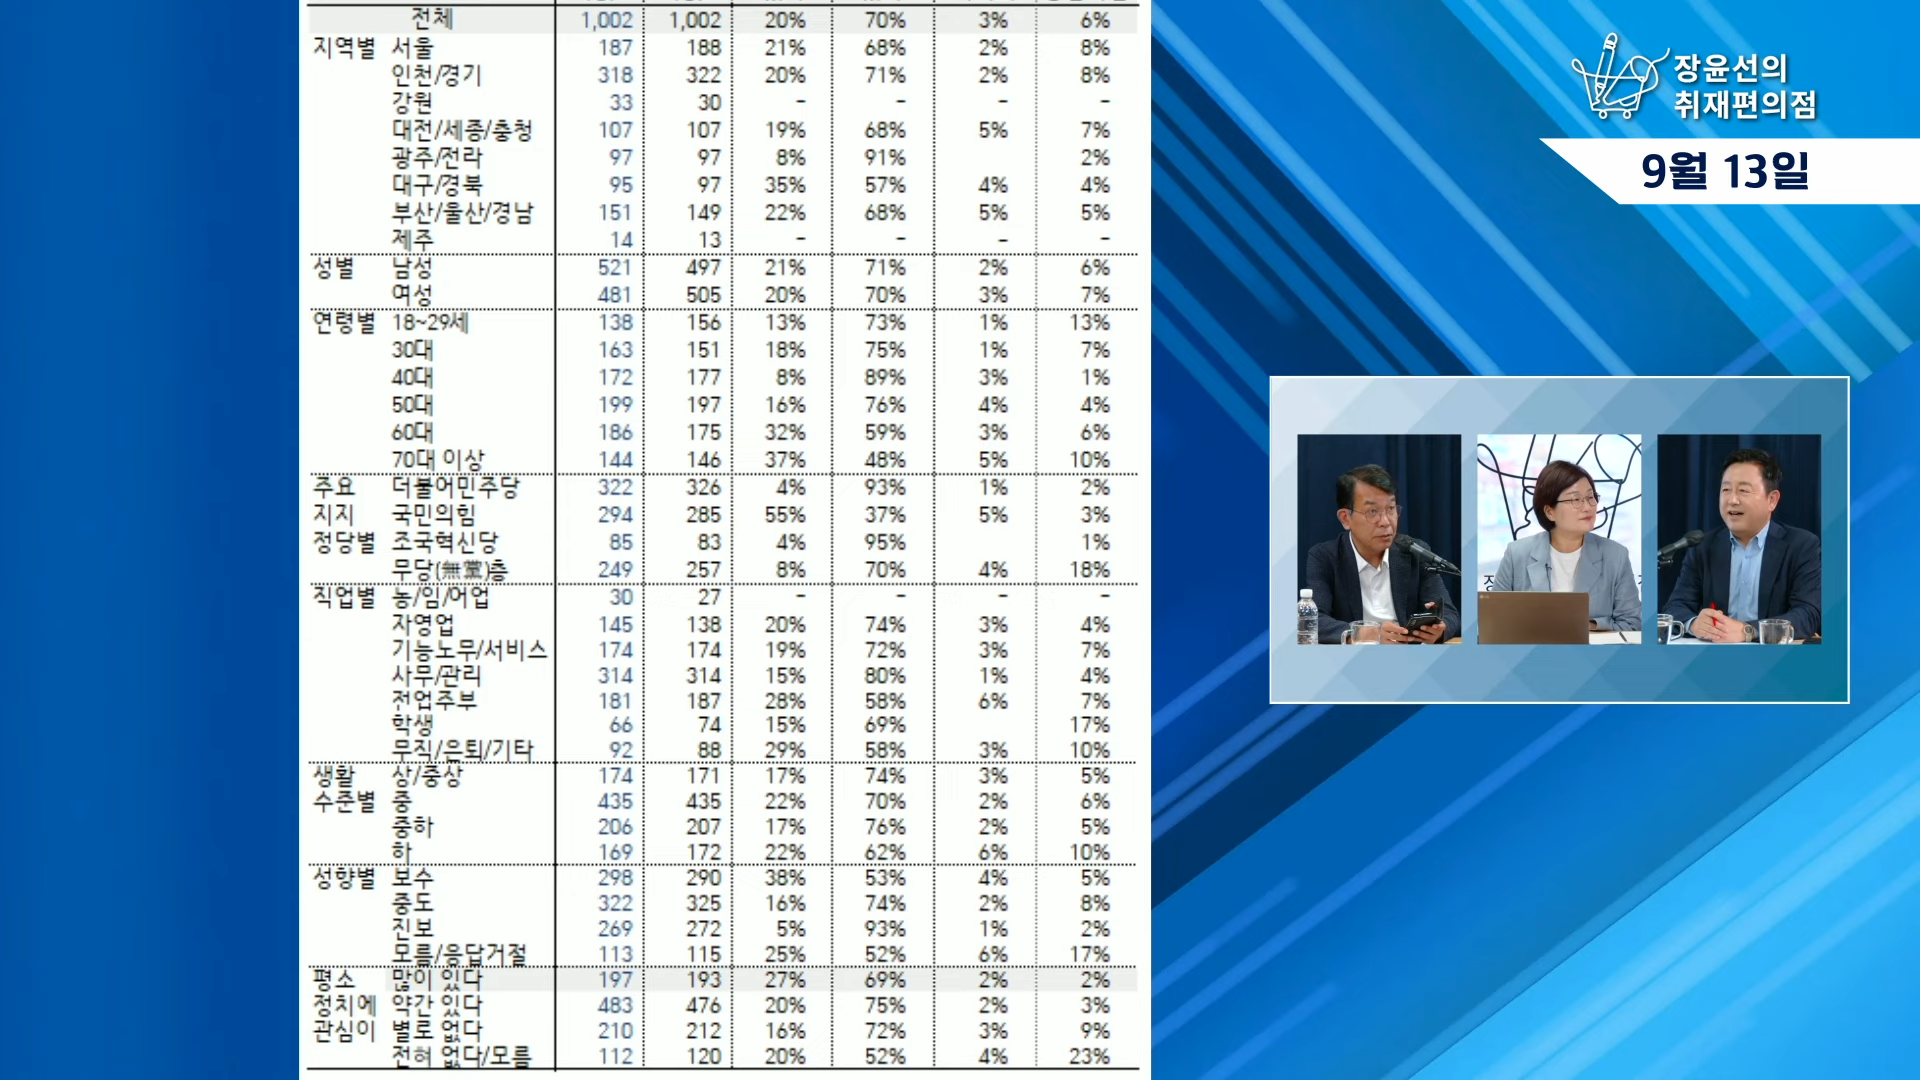 전체 1,002 1,002 20% 70% 3% 6%
지역별 서울 187 188 21% 68% 2% 8%
인천/경기 318 322 20% 71% 2% 8%
강원 33 30 - - - -
대전/세종/충청 107 107 19% 68% 5% 7%
광주/전라 97 97 8% 91% 2%
대구/경북 95 97 35% 57% 4% 4%
부산/울산/경남 151 149 22% 68% 5% 5%
제주 14 13 - - - -
성별 남성 521 497 21% 71% 2% 6%
여성 481 505 20% 70% 3% 7%
연령별 18~29세 138 156 13% 73% 1% 13%
30대 163 151 18% 75% 1% 7%
40대 172 177 8% 89% 3% 1%
50대 199 197 16% 76% 4% 4%
60대 186 175 32% 59% 3% 6%
70대 이상 144 146 37% 48% 5% 10%
주요 더불어민주당 322 326 4% 93% 1% 2%
지지 국민의힘 294 285 55% 37% 5% 3%
정당별 조국혁신당 85 83 4% 95% 1%
무당(無黨)층 249 257 8% 70% 4% 18%
직업별 농/임/어업 30 27 - - - -
자영업 145 138 20% 74% 3% 4%
기능노무/서비스 174 174 19% 72% 3% 7%
사무/관리 314 314 15% 80% 1% 4%
전업주부 181 187 28% 58% 6% 7%
학생 66 74 15% 69% 17%
무직/은퇴/기타 92 88 29% 58% 3% 10%
생활 상/중상 174 171 17% 74% 3% 5%
수준별 중 435 435 22% 70% 2% 6%
중하 206 207 17% 76% 2% 5%
하 169 172 22% 62% 6% 10%
성향별 보수 298 290 38% 53% 4% 5%
중도 322 325 16% 74% 2% 8%
진보 269 272 5% 93% 1% 2%
모름/응답거절 113 115 25% 52% 6% 17%
평소 많이 있다 197 193 27% 69% 2% 2%
정치에 약간 있다 483 476 20% 75% 2% 3%
관심이 별로 없다 210 212 16% 72% 3% 9%
전혀 없다/모름 112 120 20% 52% 4% 23%
장윤선의
취재편의점
9월 13일